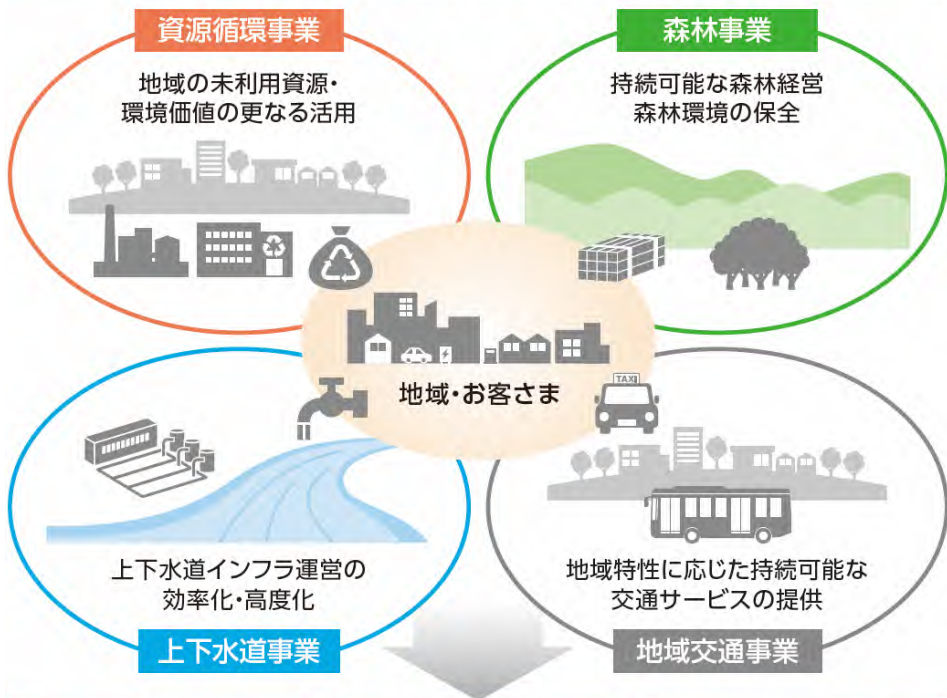 資源循環事業
地域の未利用資源・
環境価値の更なる活用
森林事業
持続可能な森林経営
森林環境の保全
地域・お客さま
TAXI
上下水道インフラ運営の
効率化・高度化
上下水道事業
地域特性に応じた持続可能な
交通サービスの提供
地域交通事業